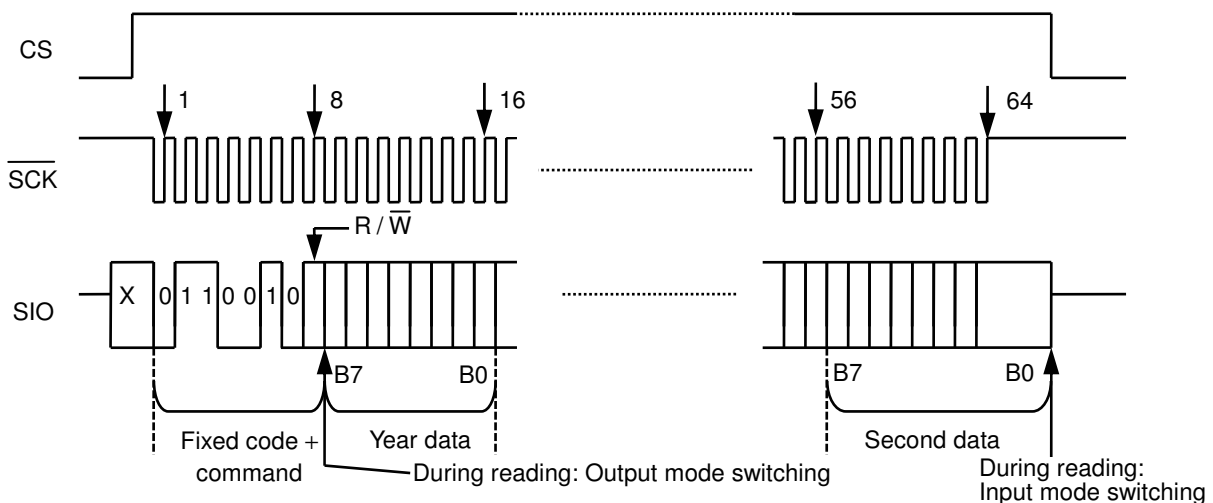 CS
1 8 16 56 64
SCK
R / W
SIO
X 0 1 1 0 0 1 0
B7 B0 B7 B0
Fixed code +
command
Year data
Second data
During reading: Output mode switching
During reading:
Input mode switching